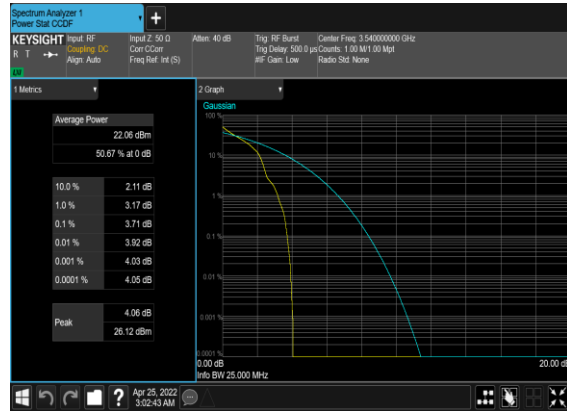 Spectrum Analyzer 1
Power Stat CCDF
KEYSIGHT
R T
Input: RF
Coupling: DC
Align: Auto
Input Z: 50 Ω
Corr CCorr
Freq Ref: Int (S)
Atten: 40 dB
Trig: RF Burst
Trig Delay: 500.0 µs
#IF Gain: Low
Center Freq: 3.540000000 GHz
Counts: 1.00 M/1.00 Mpt
Radio Std: None
1 Metrics
Average Power
22.06 dBm
50.67 % at 0 dB
10.0 % 2.11 dB
1.0 % 3.17 dB
0.1 % 3.71 dB
0.01 % 3.92 dB
0.001 % 4.03 dB
0.0001 % 4.05 dB
Peak
4.06 dB
26.12 dBm
2 Graph
Gaussian
100 %
10 %
1 %
0.1 %
0.01 %
0.001 %
0.0001 %
0.00 dB
20.00 dB
Info BW 25.000 MHz
?
Apr 25, 2022
3:02:43 AM